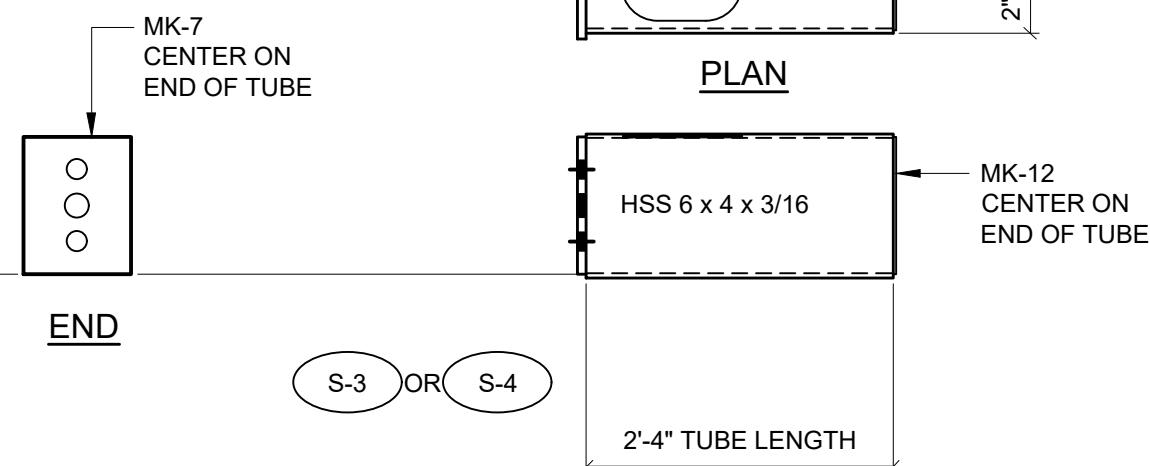 MK-7
CENTER ON
END OF TUBE
2"
PLAN
HSS 6 x 4 x 3/16
MK-12
CENTER ON
END OF TUBE
END
S-3 OR S-4
2'-4" TUBE LENGTH